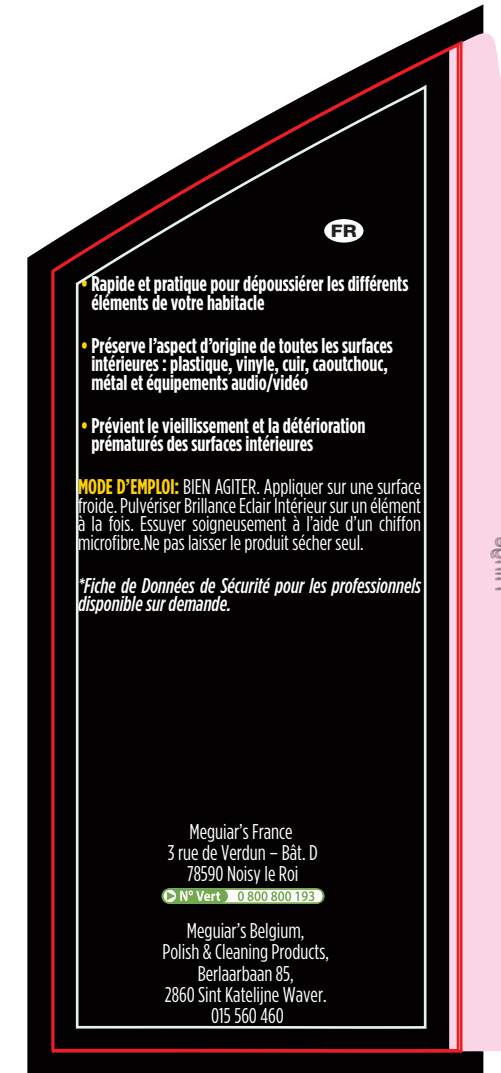 FR
• Rapide et pratique pour dépoussiérer les différents
éléments de votre habitacle
• Préserve l’aspect d’origine de toutes les surfaces
intérieures : plastique, vinyle, cuir, caoutchouc,
métal et équipements audio/vidéo
• Prévient le vieillissement et la détérioration
prématurés des surfaces intérieures
MODE D’EMPLOI: BIEN AGITER. Appliquer sur une surface
froide. Pulvériser Brillance Eclair Intérieur sur un élément
à la fois. Essuyer soigneusement à l’aide d’un chiffon
microfibre.Ne pas laisser le produit sécher seul.
*Fiche de Données de Sécurité pour les professionnels
disponible sur demande.
Meguiar’s France
3 rue de Verdun – Bât. D
78590 Noisy le Roi
N° Vert 0 800 800 193
Meguiar’s Belgium,
Polish & Cleaning Products,
Berlaarbaan 85,
2860 Sint Katelijne Waver.
015 560 460